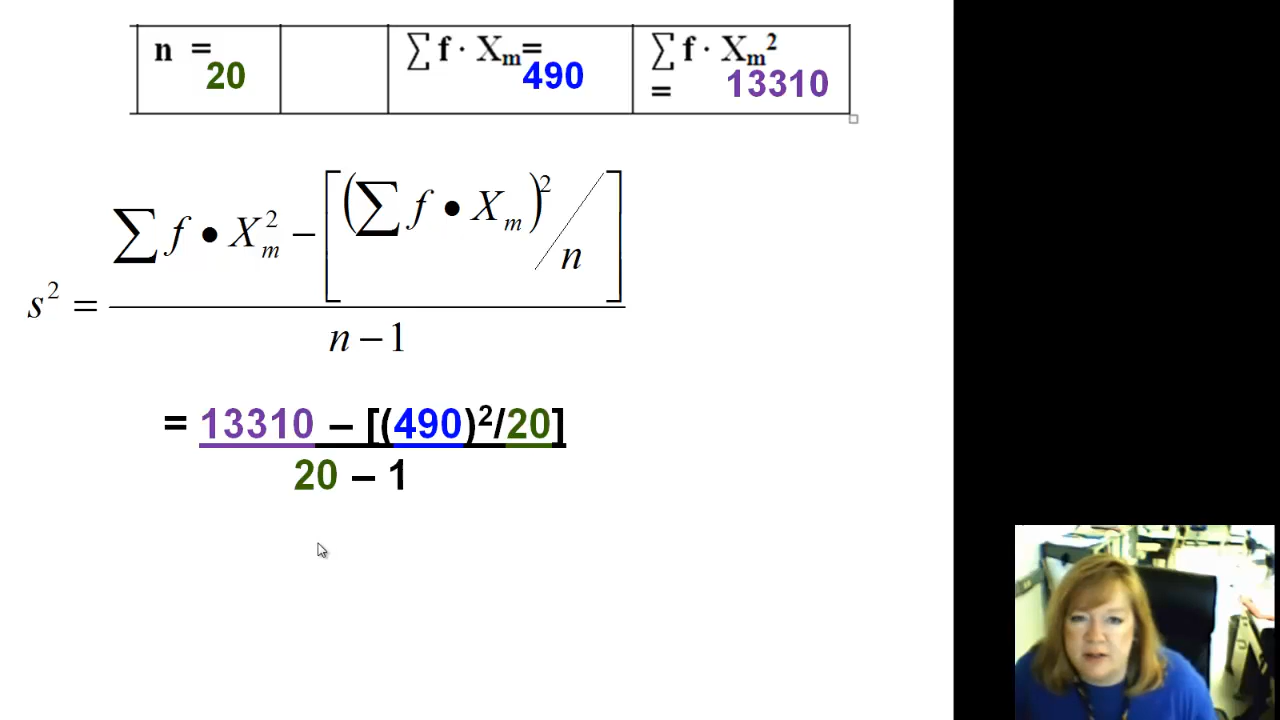 n = 20 ∑ f · Xₘ= 490 ∑ f · Xₘ² = 13310
s² = ∑ f • Xₘ² − [(∑ f • Xₘ)² / n]
n − 1
= 13310 – [(490)²/20]
20 – 1